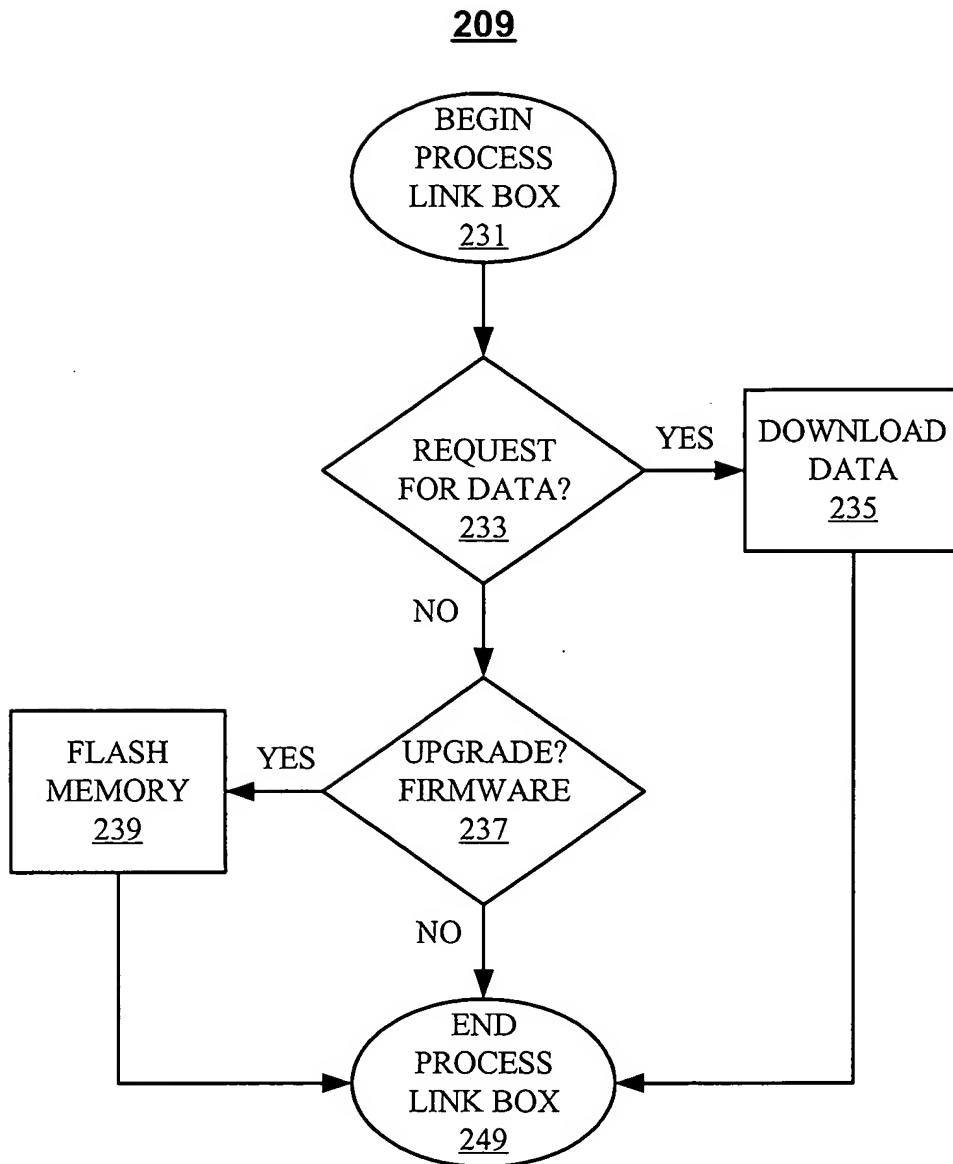 209
BEGIN
PROCESS
LINK BOX
231
REQUEST
FOR DATA?
233
YES
DOWNLOAD
DATA
235
NO
UPGRADE?
FIRMWARE
237
YES
FLASH
MEMORY
239
NO
END
PROCESS
LINK BOX
249